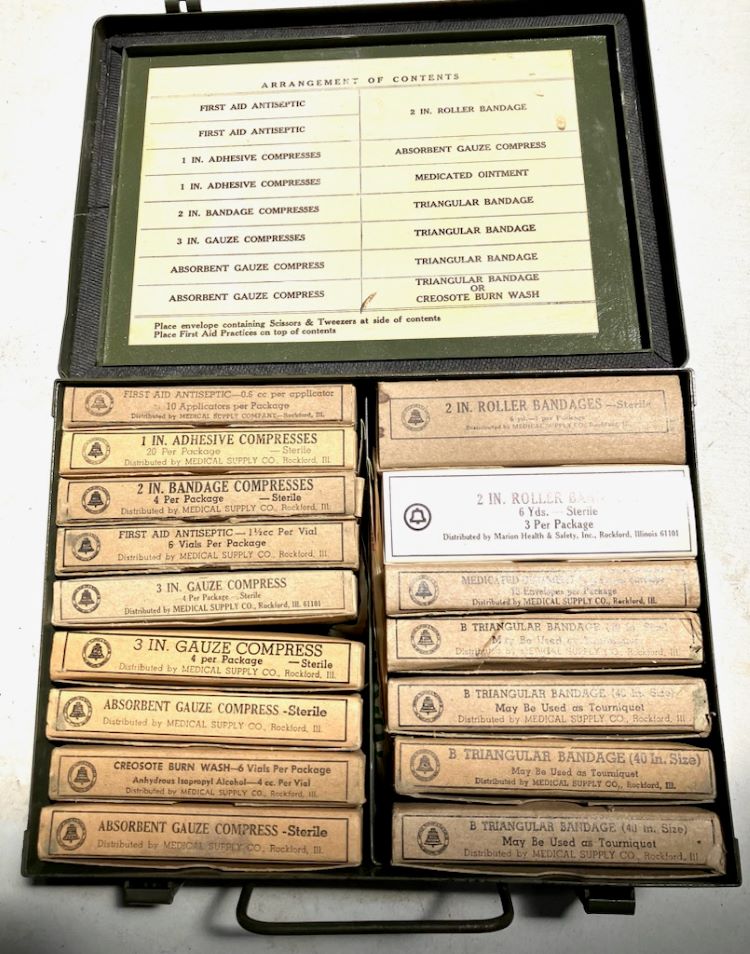 ARRANGEMENT OF CONTENTS
FIRST AID ANTISEPTIC
FIRST AID ANTISEPTIC
1 IN. ADHESIVE COMPRESSES
1 IN. ADHESIVE COMPRESSES
2 IN. BANDAGE COMPRESSES
3 IN. GAUZE COMPRESSES
ABSORBENT GAUZE COMPRESS
ABSORBENT GAUZE COMPRESS
2 IN. ROLLER BANDAGE
ABSORBENT GAUZE COMPRESS
MEDICATED OINTMENT
TRIANGULAR BANDAGE
TRIANGULAR BANDAGE
TRIANGULAR BANDAGE
TRIANGULAR BANDAGE
OR
CREOSOTE BURN WASH
Place envelope containing Scissors & Tweezers at side of contents
Place First Aid Practices on top of contents
FIRST AID ANTISEPTIC—0.6 cc per applicator
10 Applicators per Package
Distributed by MEDICAL SUPPLY COMPANY—Rockford, Ill.
1 IN. ADHESIVE COMPRESSES
20 Per Package —Sterile
Distributed by MEDICAL SUPPLY CO., Rockford, Ill.
2 IN. BANDAGE COMPRESSES
4 Per Package —Sterile
Distributed by MEDICAL SUPPLY CO., Rockford, Ill.
FIRST AID ANTISEPTIC — 1½cc Per Vial
6 Vials Per Package
Distributed by MEDICAL SUPPLY CO., Rockford, Ill.
3 IN. GAUZE COMPRESS
4 Per Package —Sterile
Distributed by MEDICAL SUPPLY CO., Rockford, Ill. 61101
3 IN. GAUZE COMPRESS
4 per Package —Sterile
Distributed by MEDICAL SUPPLY CO., Rockford, Ill.
ABSORBENT GAUZE COMPRESS -Sterile
Distributed by MEDICAL SUPPLY CO., Rockford, Ill.
CREOSOTE BURN WASH—6 Vials Per Package
Anhydrous Isopropyl Alcohol—4 cc. Per Vial
Distributed by MEDICAL SUPPLY CO., Rockford, Ill.
ABSORBENT GAUZE COMPRESS -Sterile
Distributed by MEDICAL SUPPLY CO., Rockford, Ill.
2 IN. ROLLER BANDAGES —Sterile
per Package
Distributed by MEDICAL SUPPLY CO., Rockford, Ill.
2 IN. ROLLER
6 Yds. — Sterile
3 Per Package
Distributed by Marion Health & Safety, Inc., Rockford, Illinois 61101
MEDICATED
Envelopes per Package
Distributed by MEDICAL SUPPLY CO., Rockford, Ill.
B TRIANGULAR BANDAGE (40 In. Size)
May Be Used as Tourniquet
Distributed by MEDICAL SUPPLY CO., Rockford, Ill.
B TRIANGULAR BANDAGE (40 In. Size)
May Be Used as Tourniquet
Distributed by MEDICAL SUPPLY CO., Rockford, Ill.
B TRIANGULAR BANDAGE (40 In. Size)
May Be Used as Tourniquet
Distributed by MEDICAL SUPPLY CO., Rockford, Ill.
B TRIANGULAR BANDAGE (40 In. Size)
May Be Used as Tourniquet
Distributed by MEDICAL SUPPLY CO., Rockford, Ill.